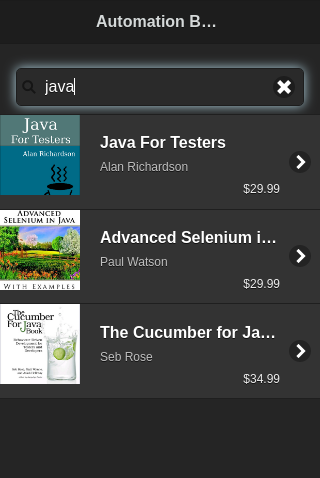 Automation B...
java
Java
For Testers
Alan Richardson
Java For Testers
Alan Richardson
$29.99
Advanced
Selenium in Java
With Examples
Advanced Selenium i...
Paul Watson
$29.99
The
Cucumber
For Java
Book
The Cucumber for Ja...
Seb Rose
$34.99